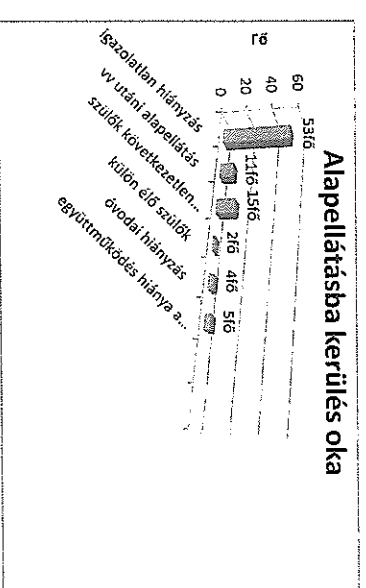 Alapellátásba kerülés oka
Fő
60
40
20
0
53fő
11fő
15fő
2fő
4fő
5fő
igazolatlan hiányzás
vv utáni alapellátás
szülők következetlen...
külön élő szülők
óvodai hiányzás
együttműködés hiánya a...